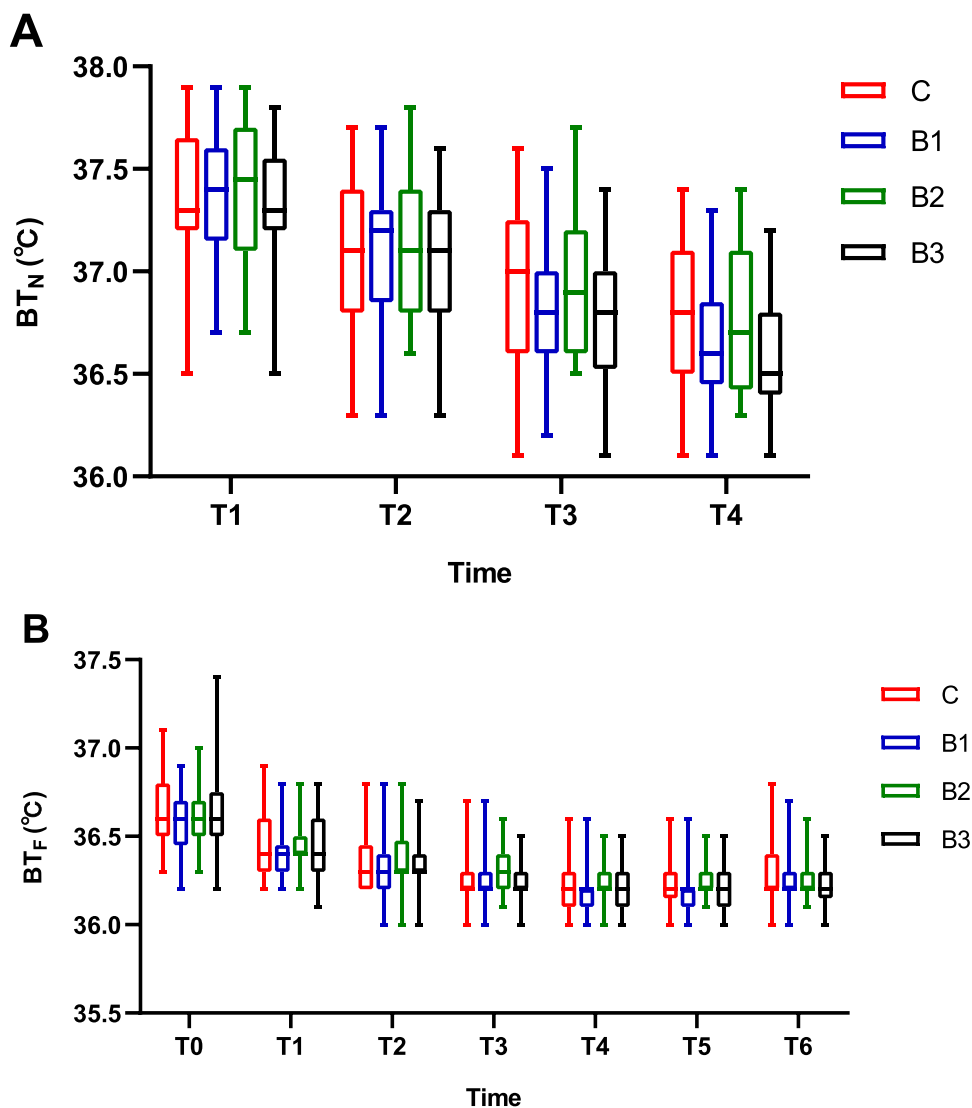 A
38.0
37.5
37.0
36.5
36.0
BTN (°C)
T1 T2 T3 T4
Time
C
B1
B2
B3
B
37.5
37.0
36.5
36.0
35.5
BTF (°C)
T0 T1 T2 T3 T4 T5 T6
Time
C
B1
B2
B3